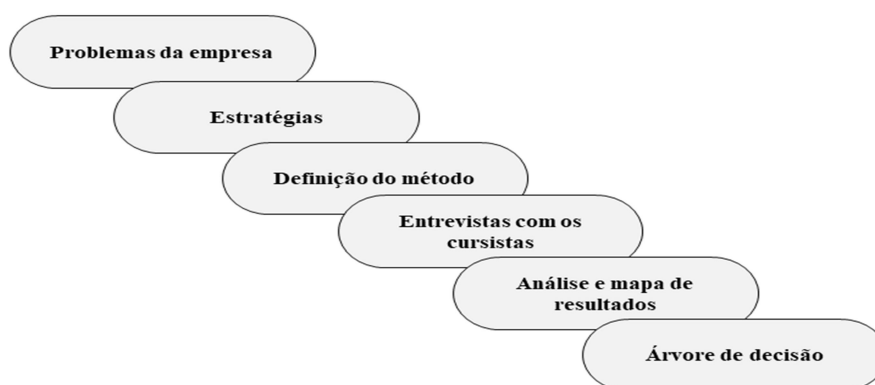 Problemas da empresa
Estratégias
Definição do método
Entrevistas com os
cursistas
Análise e mapa de
resultados
Árvore de decisão